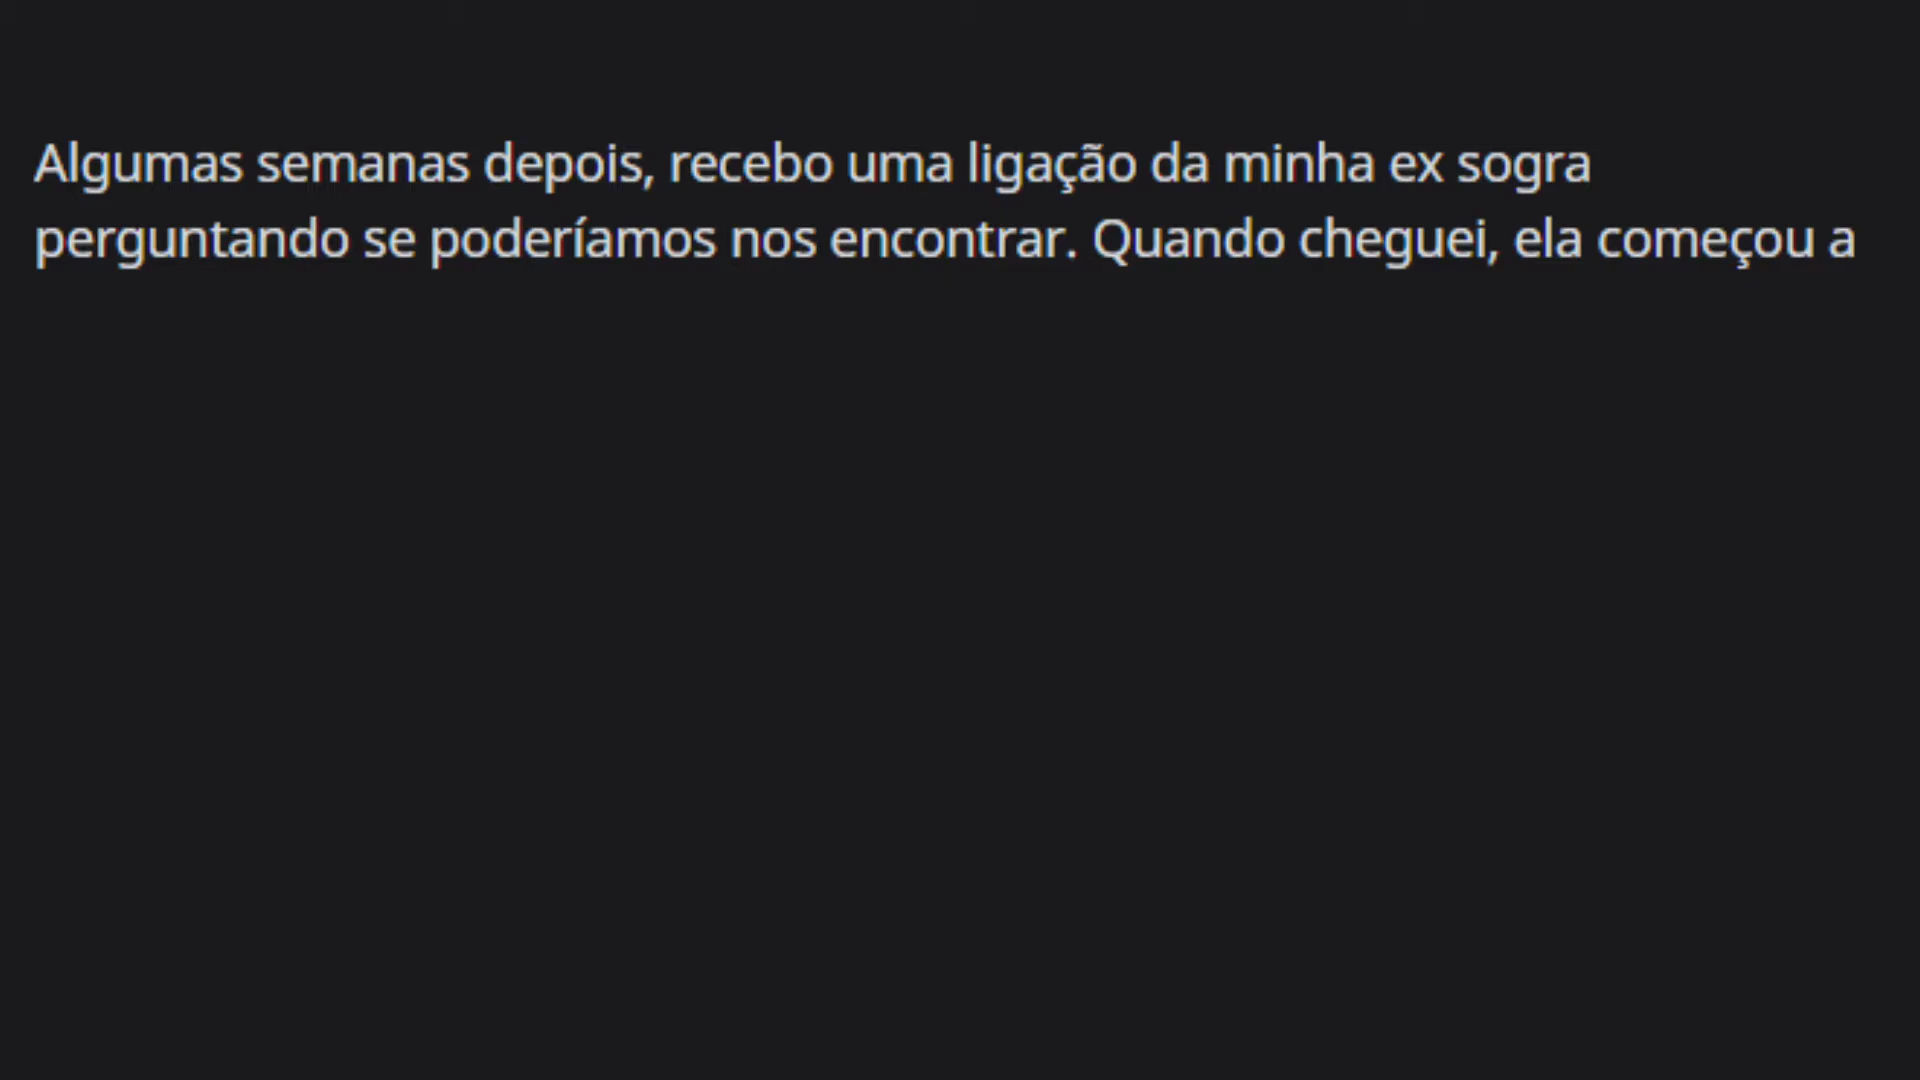 Algumas semanas depois, recebo uma ligação da minha ex sogra
perguntando se poderíamos nos encontrar. Quando cheguei, ela começou a